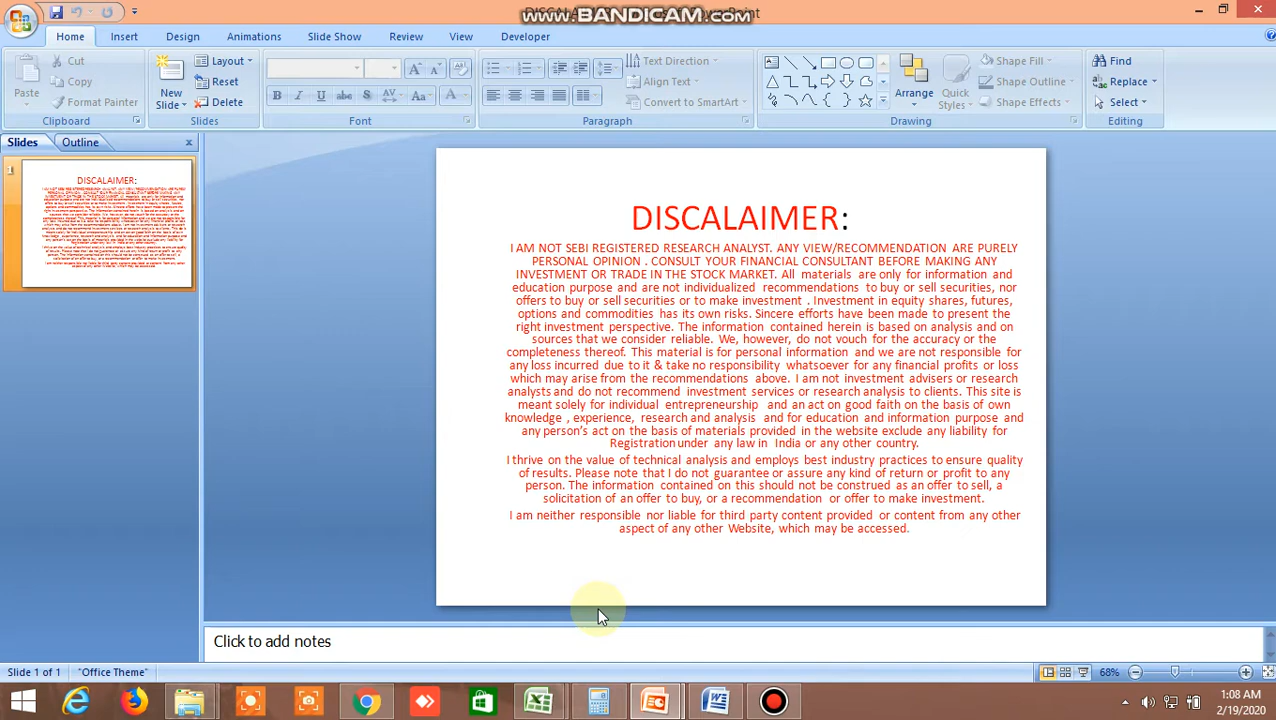 www.BANDICAM.com
Home Insert Design Animations Slide Show Review View Developer
Paste
Cut
Copy
Format Painter
Clipboard
New Slide
Layout
Reset
Delete
Slides
B I U abc S AV Aa A
Font
Text Direction
Align Text
Convert to SmartArt
Paragraph
Arrange
Quick Styles
Shape Fill
Shape Outline
Shape Effects
Drawing
Find
Replace
Select
Editing
Slides Outline
1
DISCALAIMER:
DISCALAIMER:
I AM NOT SEBI REGISTERED RESEARCH ANALYST. ANY VIEW/RECOMMENDATION ARE PURELY
PERSONAL OPINION . CONSULT YOUR FINANCIAL CONSULTANT BEFORE MAKING ANY
INVESTMENT OR TRADE IN THE STOCK MARKET. All materials are only for information and
education purpose and are not individualized recommendations to buy or sell securities, nor
offers to buy or sell securities or to make investment . Investment in equity shares, futures,
options and commodities has its own risks. Sincere efforts have been made to present the
right investment perspective. The information contained herein is based on analysis and on
sources that we consider reliable. We, however, do not vouch for the accuracy or the
completeness thereof. This material is for personal information and we are not responsible for
any loss incurred due to it & take no responsibility whatsoever for any financial profits or loss
which may arise from the recommendations above. I am not investment advisers or research
analysts and do not recommend investment services or research analysis to clients. This site is
meant solely for individual entrepreneurship and an act on good faith on the basis of own
knowledge , experience, research and analysis and for education and information purpose and
any person's act on the basis of materials provided in the website exclude any liability for
Registration under any law in India or any other country.
I thrive on the value of technical analysis and employs best industry practices to ensure quality
of results. Please note that I do not guarantee or assure any kind of return or profit to any
person. The information contained on this should not be construed as an offer to sell, a
solicitation of an offer to buy, or a recommendation or offer to make investment.
I am neither responsible nor liable for third party content provided or content from any other
aspect of any other Website, which may be accessed.
Click to add notes
Slide 1 of 1 "Office Theme" 68%
1:08 AM
2/19/2020